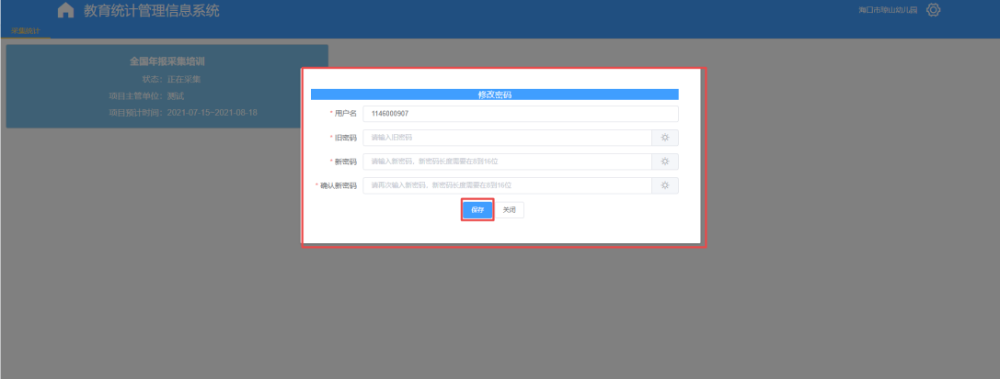 教育统计管理信息系统
海口市琼山幼儿园
采集统计
全国年报采集培训
状态：正在采集
项目主管单位：测试
项目预计时间：2021-07-15~2021-08-18
修改密码
* 用户名 1146000907
* 旧密码 请输入旧密码
* 新密码 请输入新密码，新密码长度需要在8到16位
* 确认新密码 请再次输入新密码，新密码长度需要在8到16位
保存 关闭